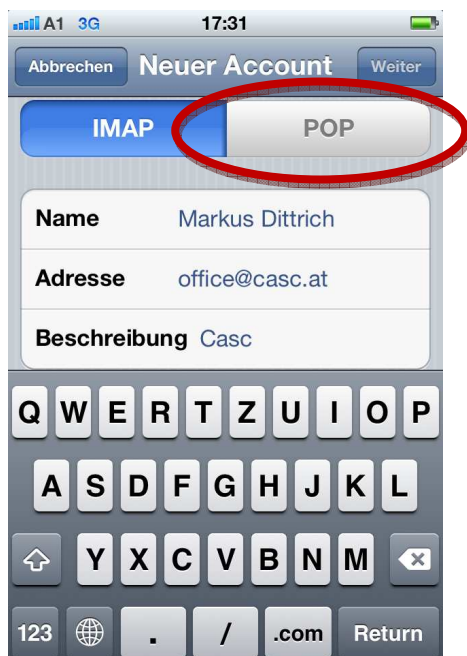 A1 3G 17:31
Abbrechen Neuer Account Weiter
IMAP POP
Name Markus Dittrich
Adresse office@casc.at
Beschreibung Casc
Q W E R T Z U I O P
A S D F G H J K L
Y X C V B N M
123 . / .com Return